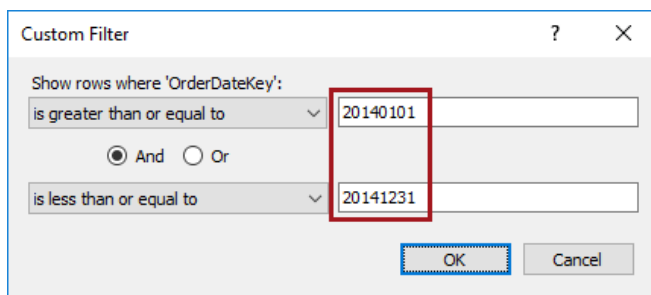 Custom Filter ?
Show rows where 'OrderDateKey':
is greater than or equal to 20140101
And Or
is less than or equal to 20141231
OK Cancel